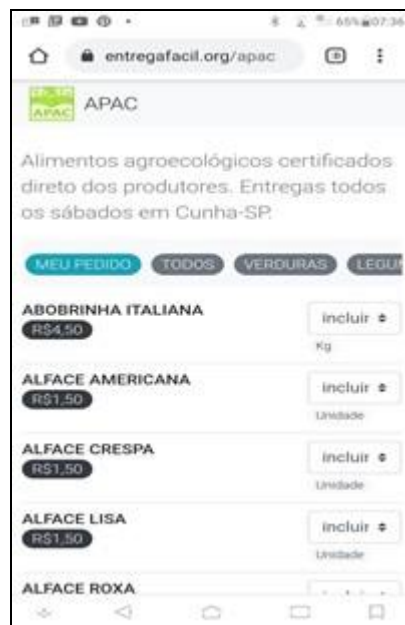 65% 07:36
entregafacil.org/apac
APAC
APAC
Alimentos agroecológicos certificados
direto dos produtores. Entregas todos
os sábados em Cunha-SP.
MEU PEDIDO TODOS VERDURAS LEGU
ABOBRINHA ITALIANA
R$4,50
incluir
Kg
ALFACE AMERICANA
R$1,50
incluir
Unidade
ALFACE CRESPA
R$1,50
incluir
Unidade
ALFACE LISA
R$1,50
incluir
Unidade
ALFACE ROXA